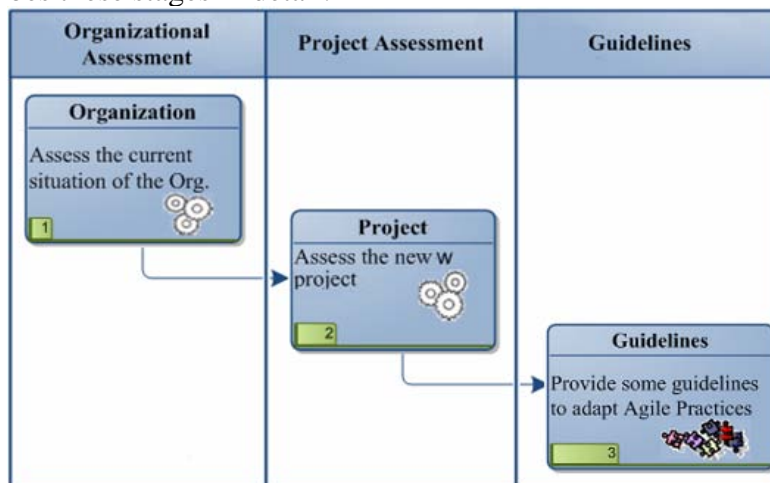 Organizational
Assessment
Project Assessment
Guidelines
Organization
Assess the current
situation of the Org.
1
Project
Assess the new w
project
2
Guidelines
Provide some guidelines
to adapt Agile Practices
3